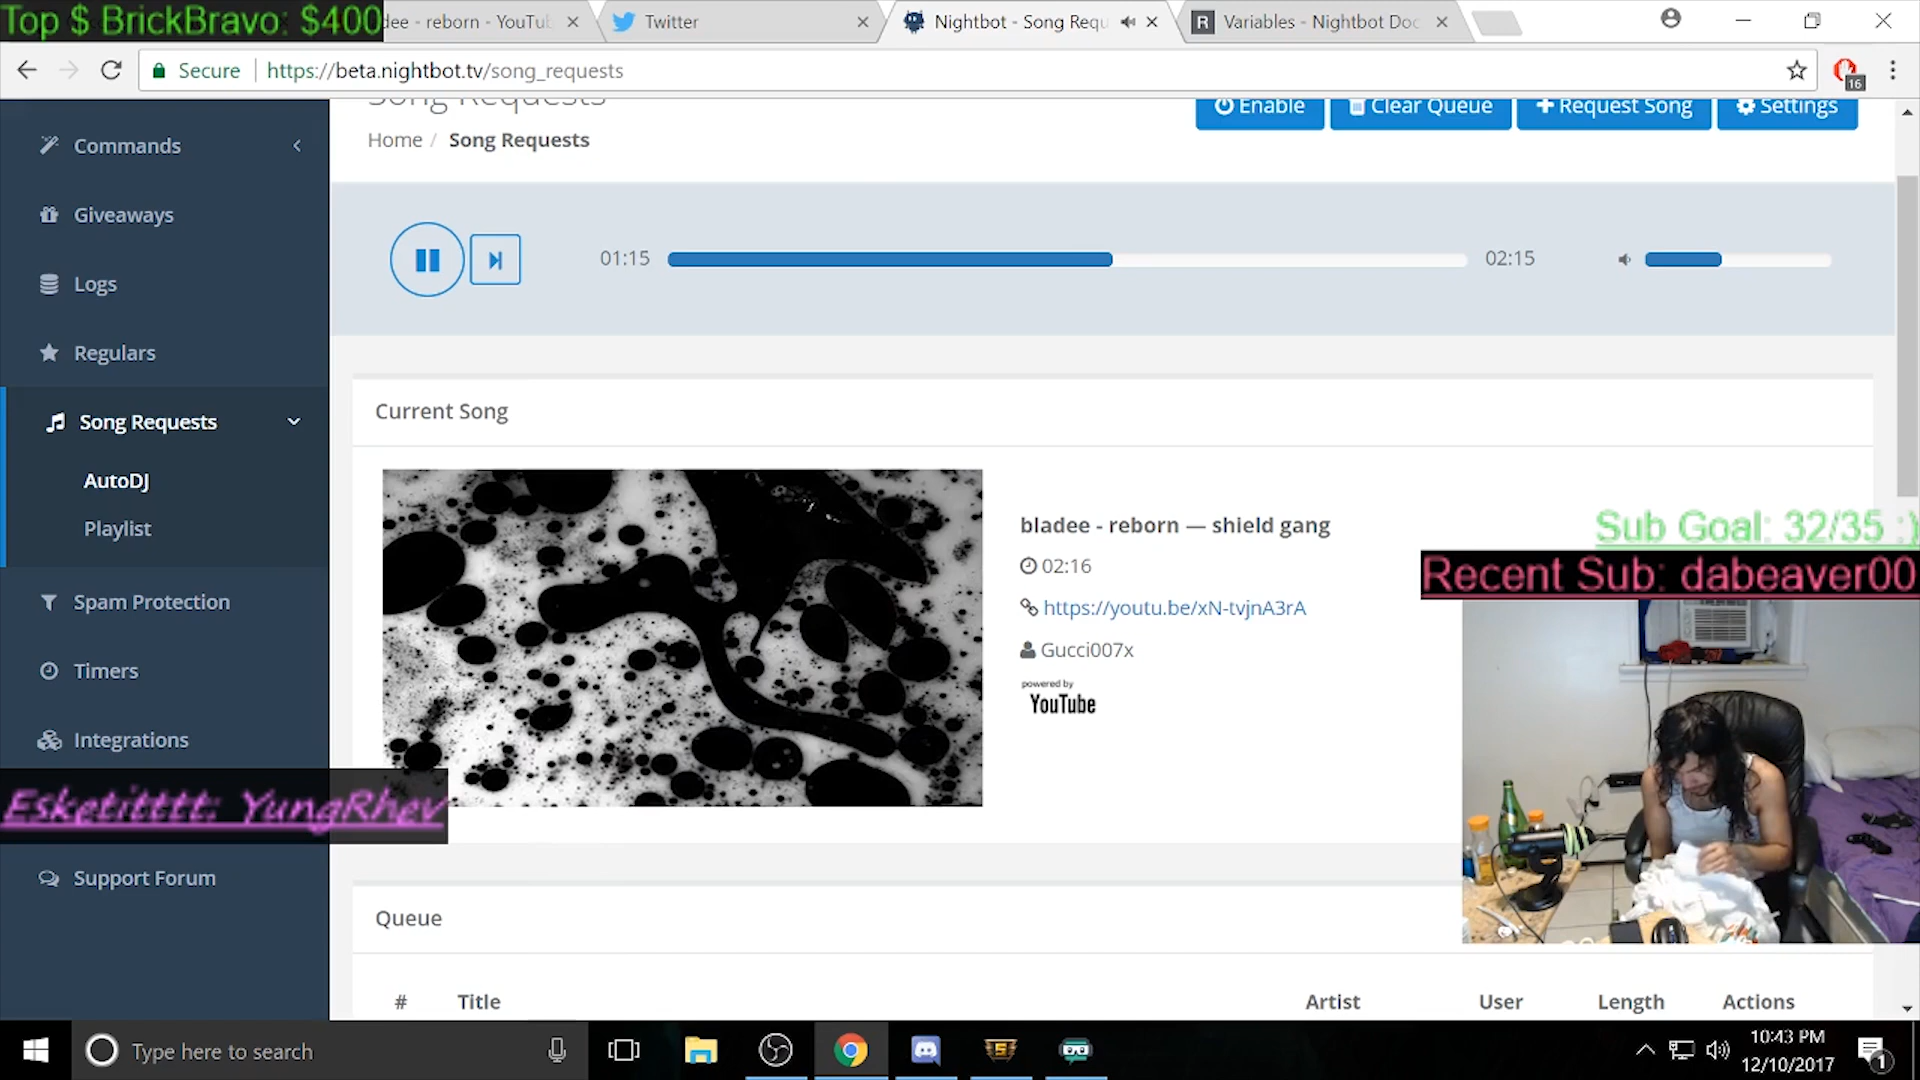 Top $ BrickBravo: $400
dee - reborn - YouTub
Twitter
Nightbot - Song Requ
Variables - Nightbot Doc
Secure
https://beta.nightbot.tv/song_requests
16
Song Requests
Enable
Clear Queue
Request Song
Settings
Home / Song Requests
Commands
Giveaways
Logs
Regulars
Song Requests
AutoDJ
Playlist
Spam Protection
Timers
Integrations
Esketitttt: YungRhev
Support Forum
01:15
02:15
Current Song
bladee - reborn — shield gang
02:16
https://youtu.be/xN-tvjnA3rA
Gucci007x
powered by
YouTube
Sub Goal: 32/35 :)
Recent Sub: dabeaver00
Queue
# Title Artist User Length Actions
Type here to search
10:43 PM
12/10/2017
1